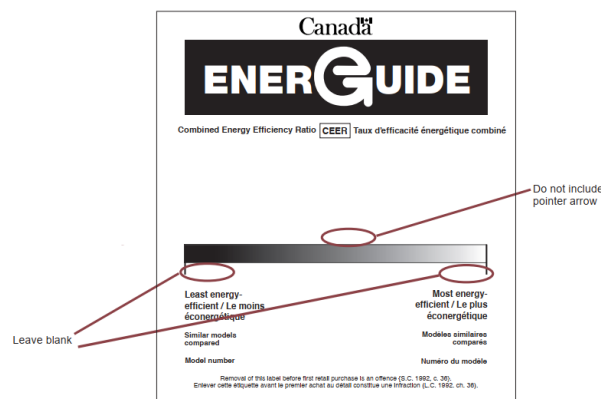 Canada
ENERGUIDE
Combined Energy Efficiency Ratio CEER Taux d'efficacité énergétique combiné
Do not include
pointer arrow
Least energy-
efficient / Le moins
éconergétique
Most energy-
efficient / Le plus
éconergétique
Similar models
compared
Modèles similaires
comparés
Leave blank
Model number
Numéro du modèle
Removal of this label before first retail purchase is an offence (S.C. 1992, c. 36).
Enlever cette étiquette avant le premier achat au détail constitue une infraction (L.C. 1992, ch. 36).